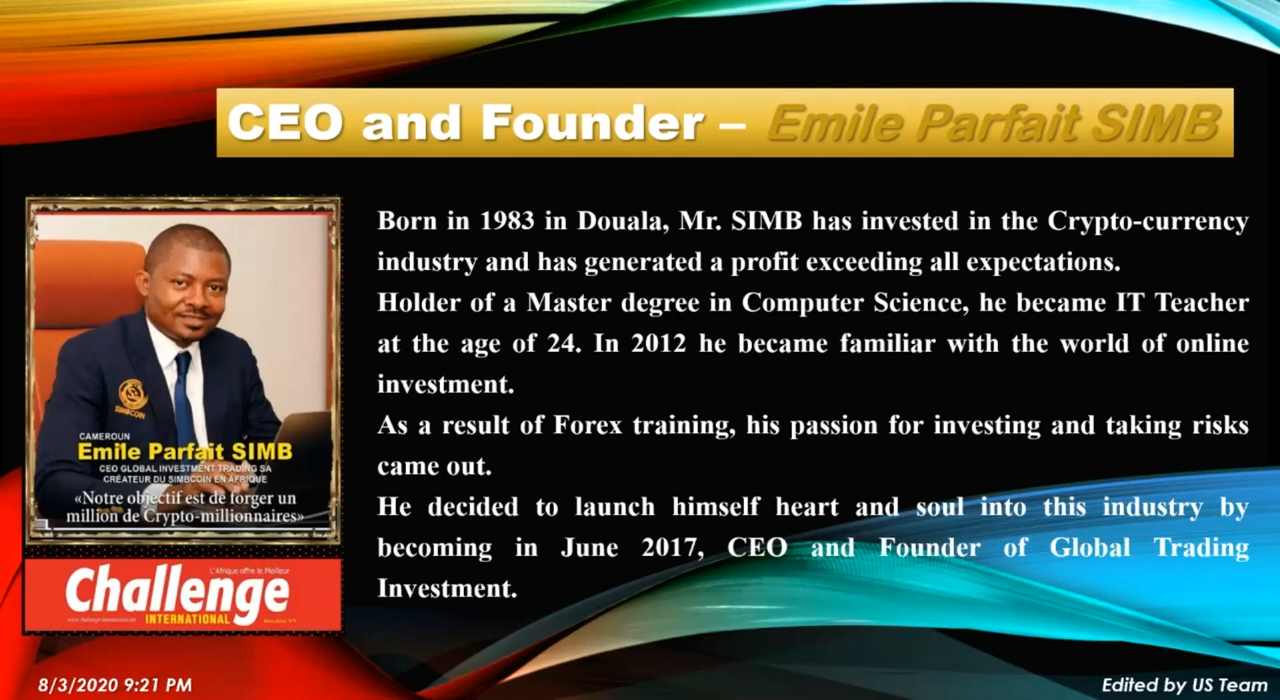 CEO and Founder – Emile Parfait SIMB
Born in 1983 in Douala, Mr. SIMB has invested in the Crypto-currency
industry and has generated a profit exceeding all expectations.
Holder of a Master degree in Computer Science, he became IT Teacher
at the age of 24. In 2012 he became familiar with the world of online
investment.
As a result of Forex training, his passion for investing and taking risks
came out.
He decided to launch himself heart and soul into this industry by
becoming in June 2017, CEO and Founder of Global Trading
Investment.
SIMBCOIN
CAMEROUN
Emile Parfait SIMB
CEO GLOBAL INVESTMENT TRADING SA
CRÉATEUR DU SIMBCOIN EN AFRIQUE
«Notre objectif est de forger un
million de Crypto-millionnaires»
L'Afrique offre le Meilleur
Challenge
INTERNATIONAL
8/3/2020 9:21 PM
Edited by US Team